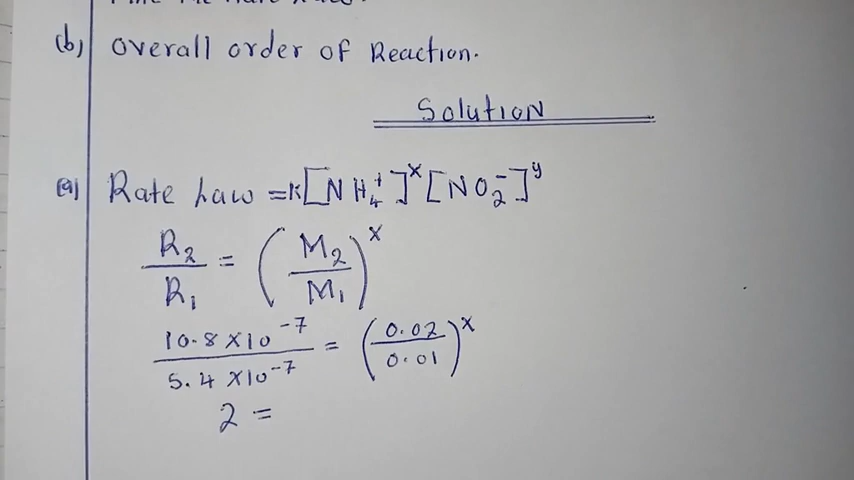 (b) Overall order of Reaction.
Solution
(a) Rate Law = K[NH₄⁺]ˣ[NO₂⁻]ʸ
R₂/R₁ = (M₂/M₁)ˣ
10.8 × 10⁻⁷/5.4 × 10⁻⁷ = (0.02/0.01)ˣ
2 =